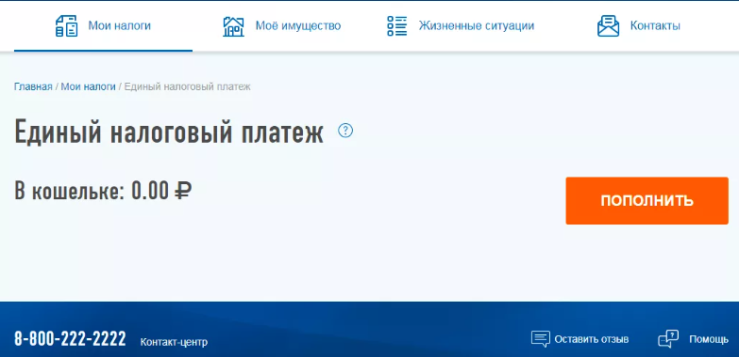 Мои налоги Моё имущество Жизненные ситуации Контакты
Главная / Мои налоги / Единый налоговый платеж
Единый налоговый платеж ?
В кошельке: 0.00 ₽
ПОПОЛНИТЬ
8-800-222-2222 Контакт-центр Оставить отзыв Помощь